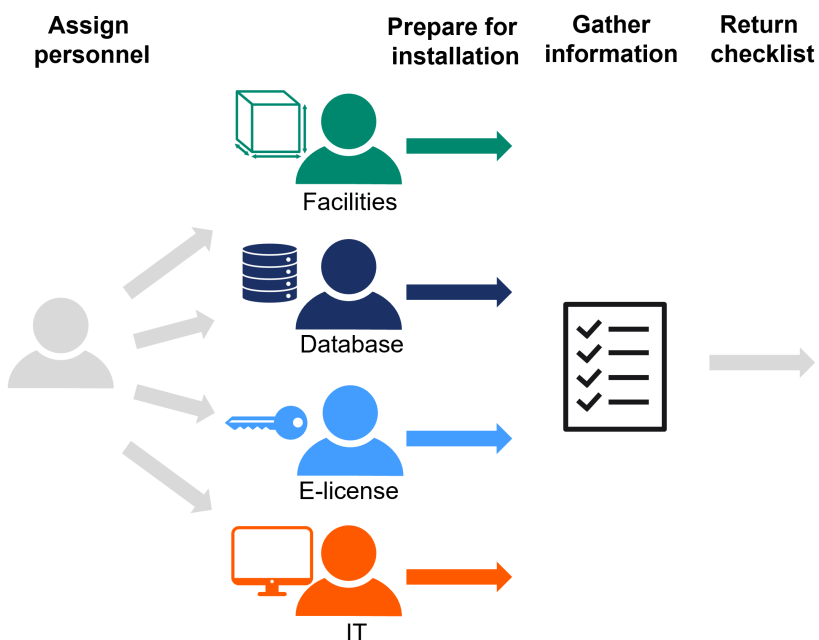 Assign
personnel
Prepare for
installation
Gather
information
Return
checklist
Facilities
Database
E-license
IT